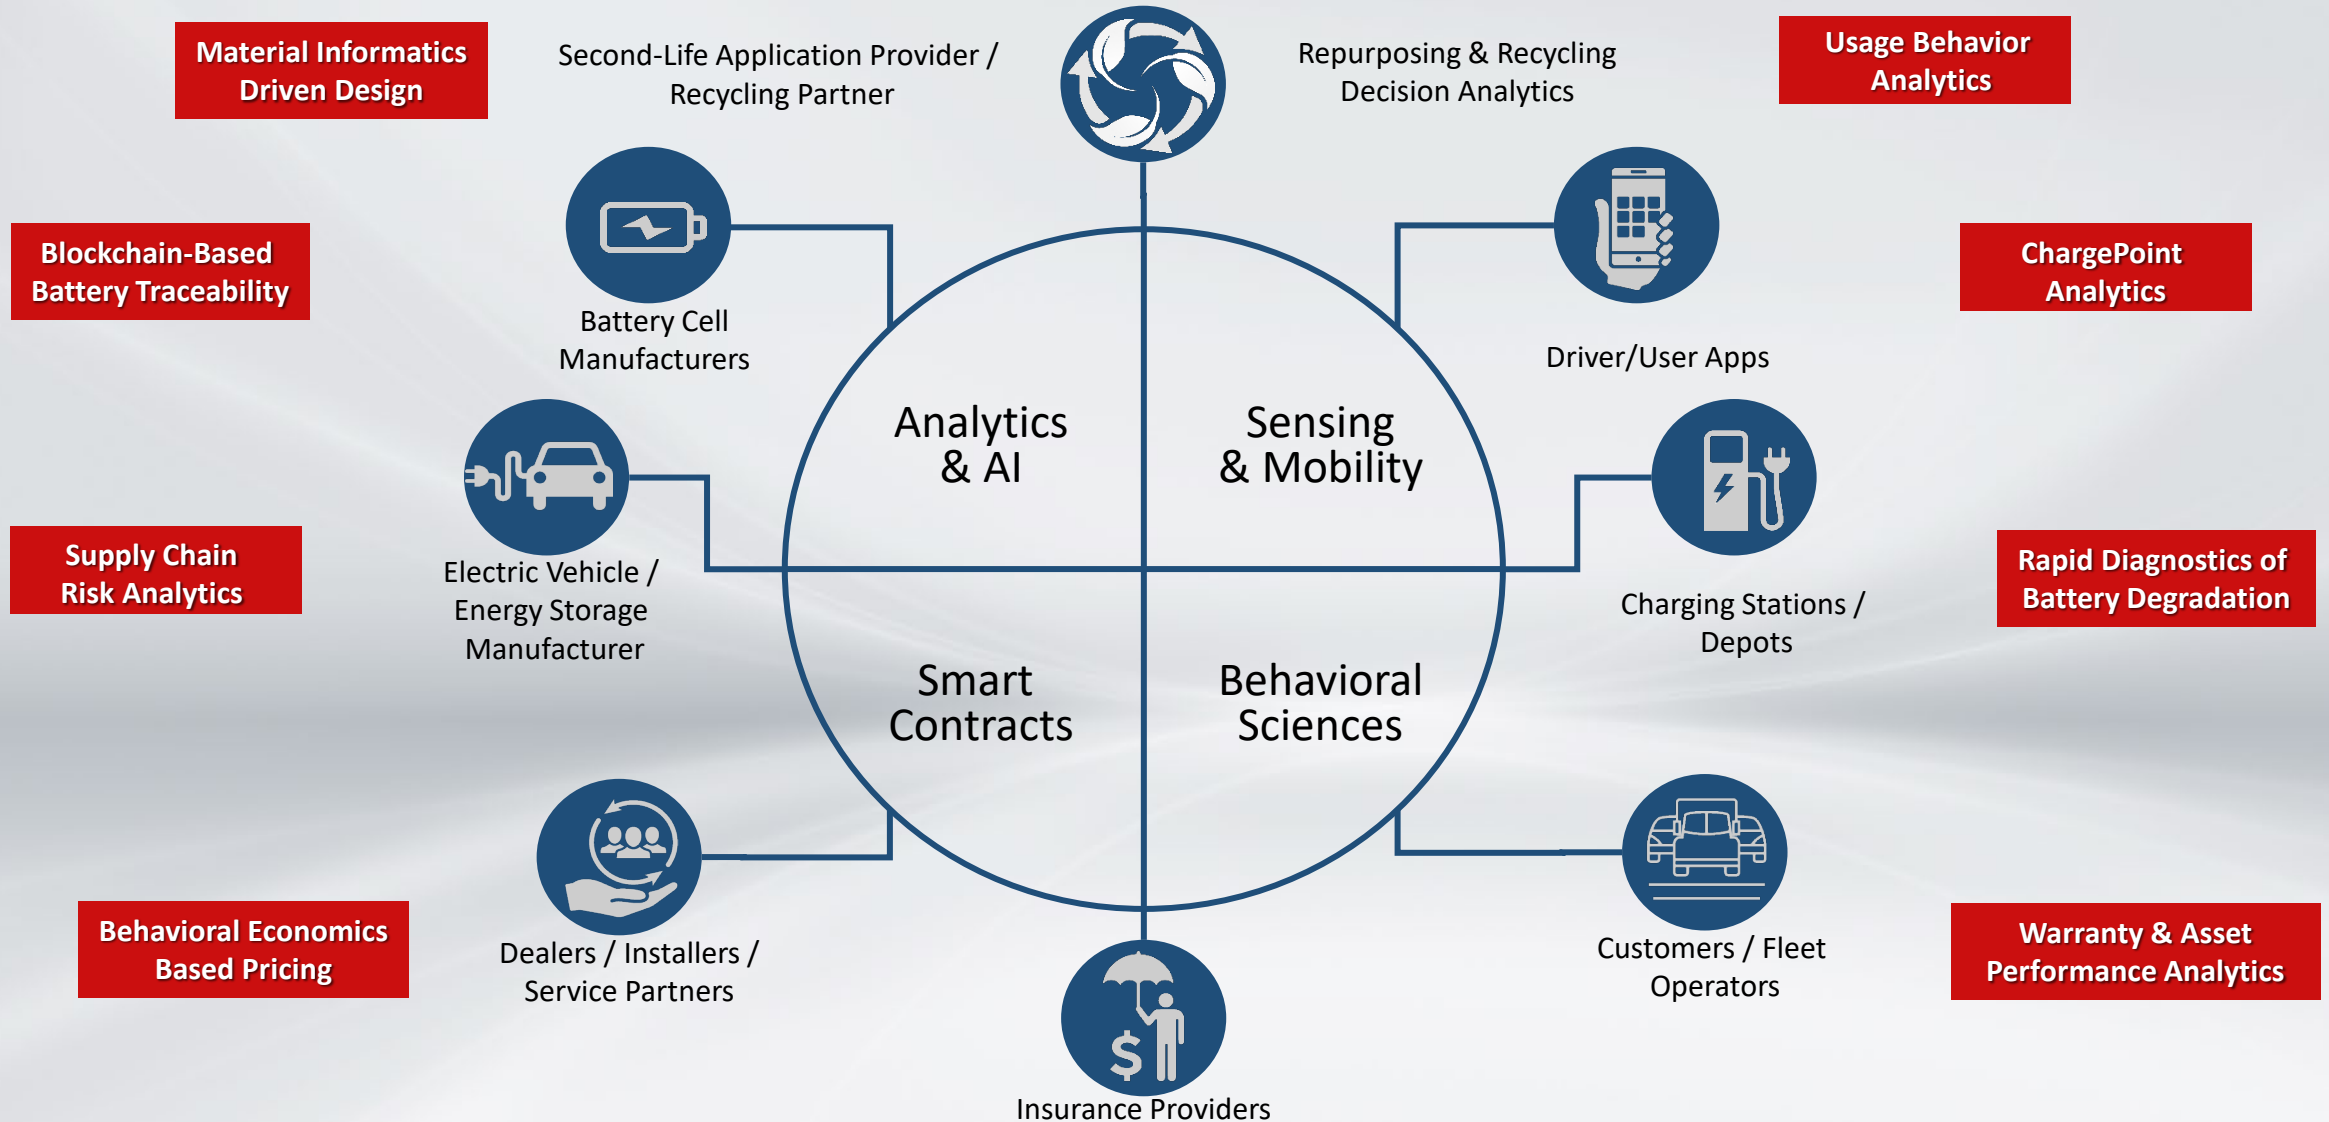 Material Informatics
Driven Design
Second-Life Application Provider /
Recycling Partner
Repurposing & Recycling
Decision Analytics
Usage Behavior
Analytics
Blockchain-Based
Battery Traceability
Battery Cell
Manufacturers
Driver/User Apps
ChargePoint
Analytics
Analytics
& AI
Sensing
& Mobility
Supply Chain
Risk Analytics
Electric Vehicle /
Energy Storage
Manufacturer
Charging Stations /
Depots
Rapid Diagnostics of
Battery Degradation
Smart
Contracts
Behavioral
Sciences
Behavioral Economics
Based Pricing
Dealers / Installers /
Service Partners
$
Insurance Providers
Customers / Fleet
Operators
Warranty & Asset
Performance Analytics